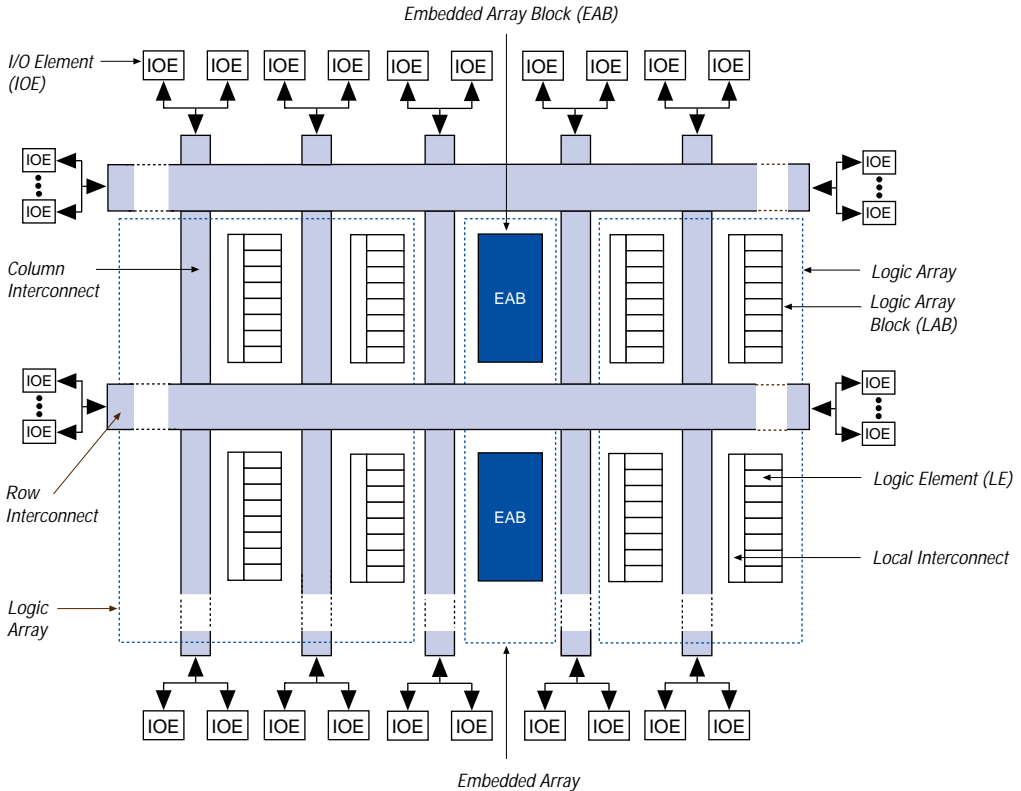 Embedded Array Block (EAB)
I/O Element
(IOE)
IOE IOE IOE IOE IOE IOE IOE IOE IOE IOE
IOE
IOE
IOE
IOE
Column
Interconnect
EAB
Logic Array
Logic Array
Block (LAB)
IOE
IOE
IOE
IOE
Row
Interconnect
EAB
Logic Element (LE)
Local Interconnect
Logic
Array
IOE IOE IOE IOE IOE IOE IOE IOE IOE IOE
Embedded Array